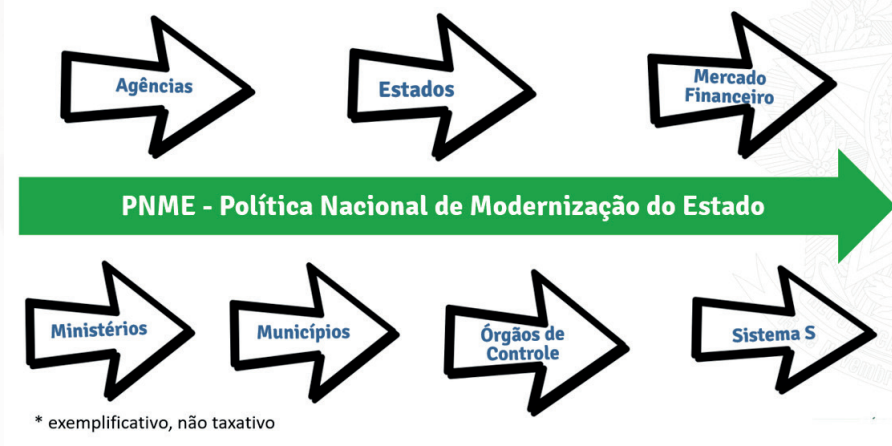 Agências
Estados
Mercado
Financeiro
PNME - Política Nacional de Modernização do Estado
Ministérios
Municípios
Órgãos de
Controle
Sistema S
* exemplificativo, não taxativo